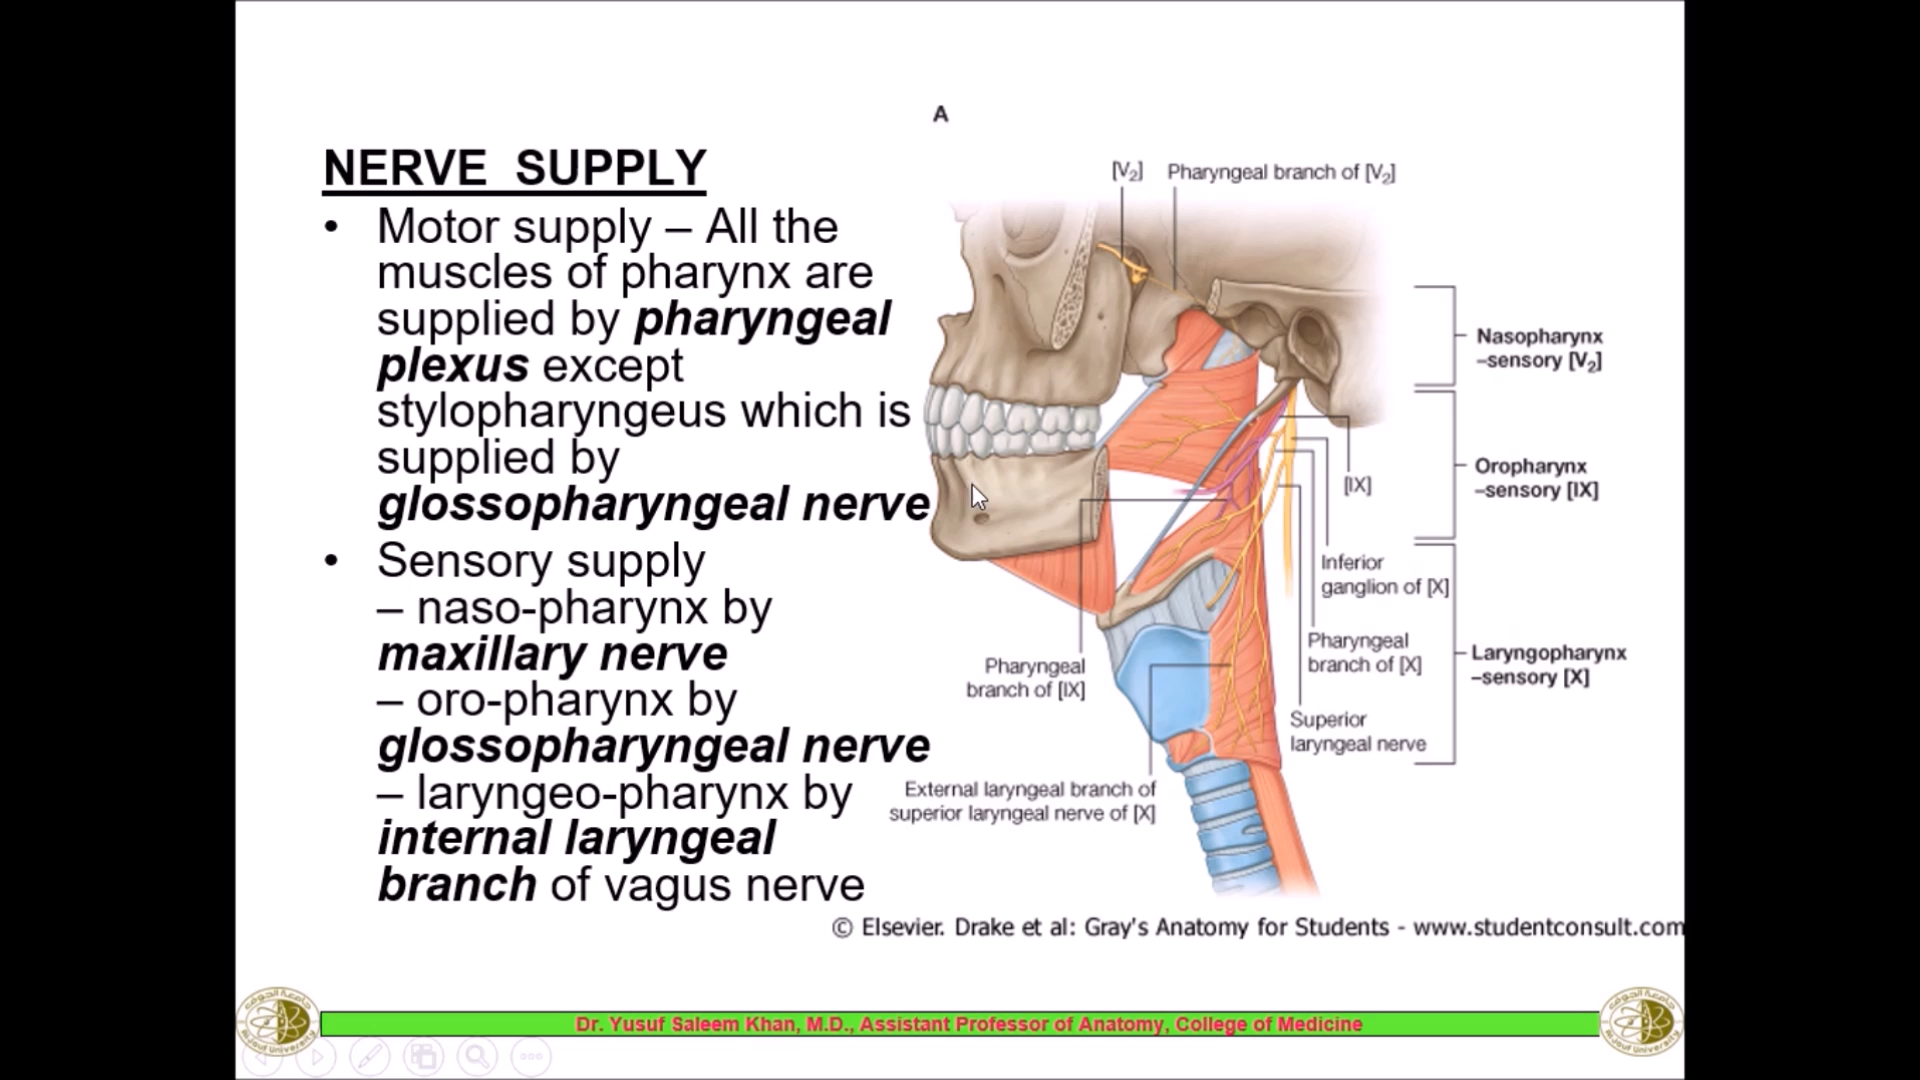 A
NERVE SUPPLY
• Motor supply – All the
muscles of pharynx are
supplied by pharyngeal
plexus except
stylopharyngeus which is
supplied by
glossopharyngeal nerve
• Sensory supply
– naso-pharynx by
maxillary nerve
– oro-pharynx by
glossopharyngeal nerve
– laryngeo-pharynx by
internal laryngeal
branch of vagus nerve
[V₂]
Pharyngeal branch of [V₂]
Nasopharynx
–sensory [V₂]
Oropharynx
–sensory [IX]
[IX]
Inferior
ganglion of [X]
Pharyngeal
branch of [X]
Laryngopharynx
–sensory [X]
Pharyngeal
branch of [IX]
Superior
laryngeal nerve
External laryngeal branch of
superior laryngeal nerve of [X]
© Elsevier. Drake et al: Gray's Anatomy for Students - www.studentconsult.com
Dr. Yusuf Saleem Khan, M.D., Assistant Professor of Anatomy, College of Medicine